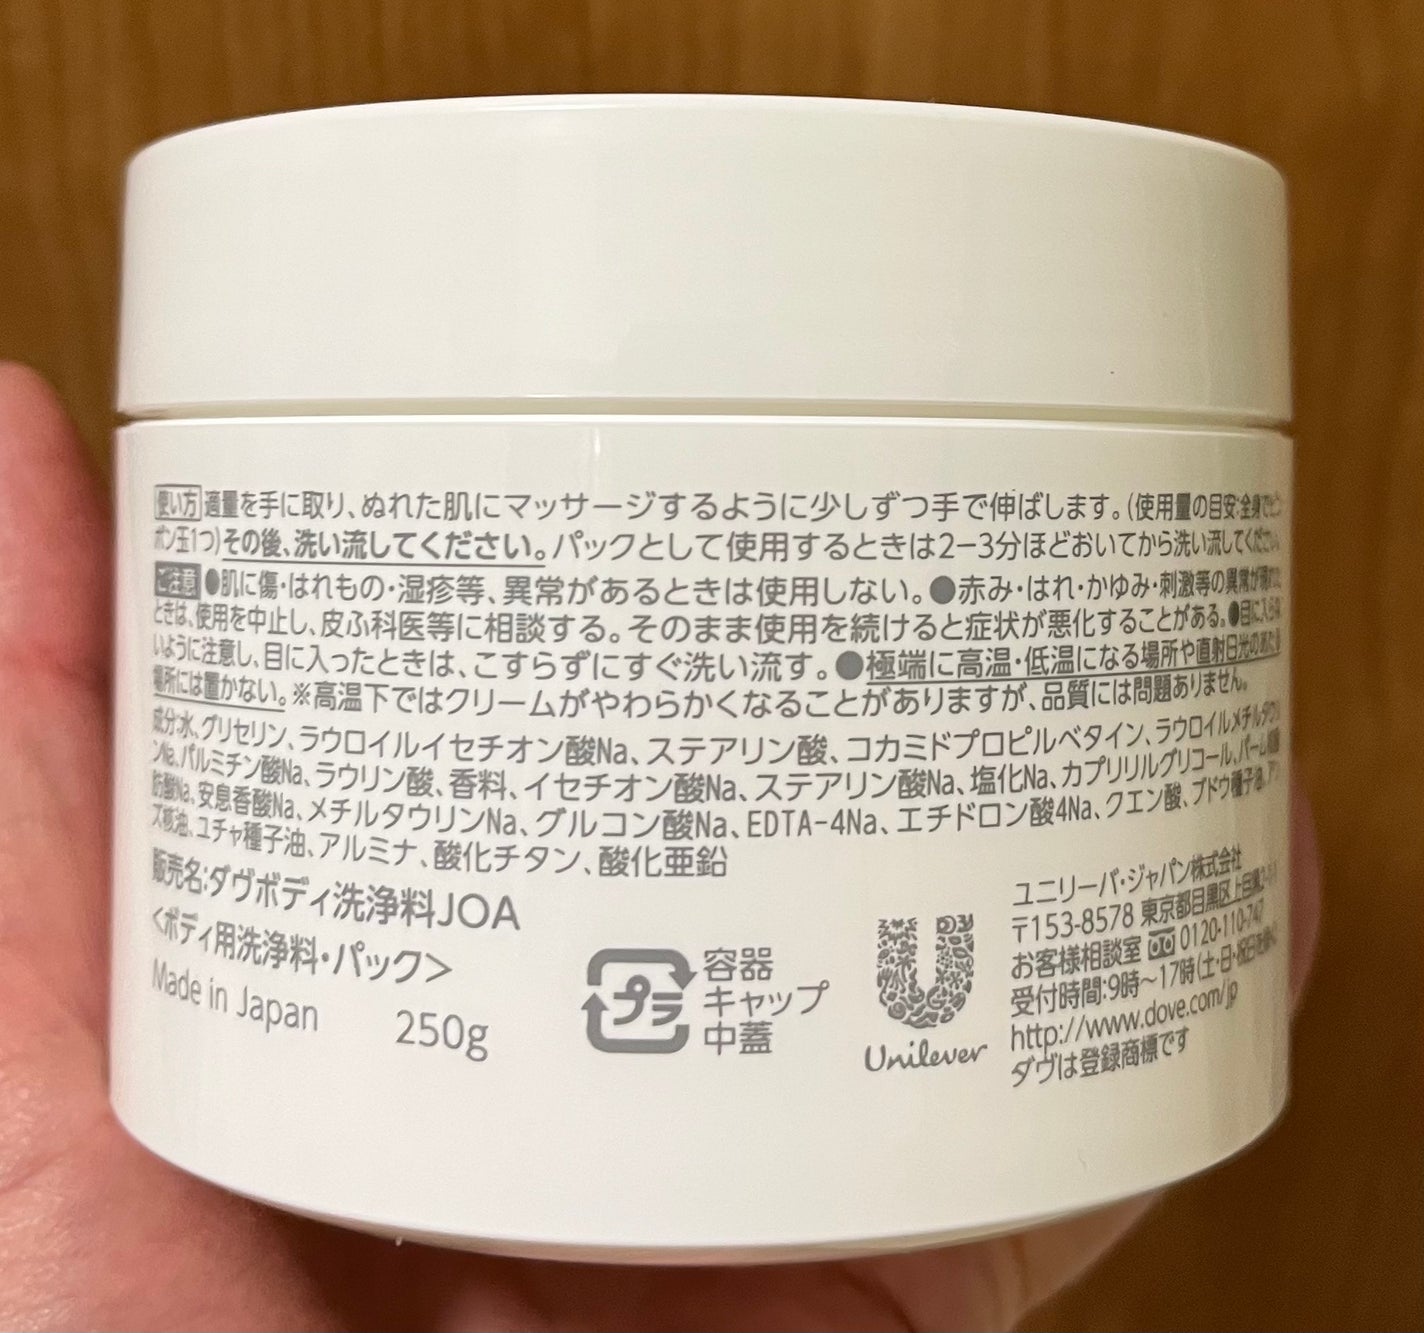 使い方 適量を手に取り、ぬれた肌にマッサージするように少しずつ手で伸ばします。(使用量の目安:全身でピン
ポン玉1つ)その後、洗い流してください。パックとして使用するときは2−3分ほどおいてから洗い流してください。
ご注意 ●肌に傷・はれもの・湿疹等、異常があるときは使用しない。●赤み・はれ・かゆみ・刺激等の異常が現れた
ときは、使用を中止し、皮ふ科医等に相談する。そのまま使用を続けると症状が悪化することがある。●目に入らな
いように注意し、目に入ったときは、こすらずにすぐ洗い流す。●極端に高温・低温になる場所や直射日光のあたる
場所には置かない。※高温下ではクリームがやわらかくなることがありますが、品質には問題ありません。
成分:水、グリセリン、ラウロイルイセチオン酸Na、ステアリン酸、コカミドプロピルベタイン、ラウロイルメチルタウリ
ンNa、パルミチン酸Na、ラウリン酸、香料、イセチオン酸Na、ステアリン酸Na、塩化Na、カプリリルグリコール、パーム
肪酸Na、安息香酸Na、メチルタウリンNa、グルコン酸Na、EDTA−4Na、エチドロン酸4Na、クエン酸、ブドウ種子油、アン
ズ核油、ユチャ種子油、アルミナ、酸化チタン、酸化亜鉛
販売名:ダヴボディ洗浄料JOA
<ボディ用洗浄料・パック>
Made in Japan 250g
プラ
容器
キャップ
中蓋
Unilever
ユニリーバ・ジャパン株式会社
〒153-8578 東京都目黒区上目黒
お客様相談室 0120-110-747
受付時間:9時〜17時(土・日・祝日を除く)
http://www.dove.com/jp
ダヴは登録商標です